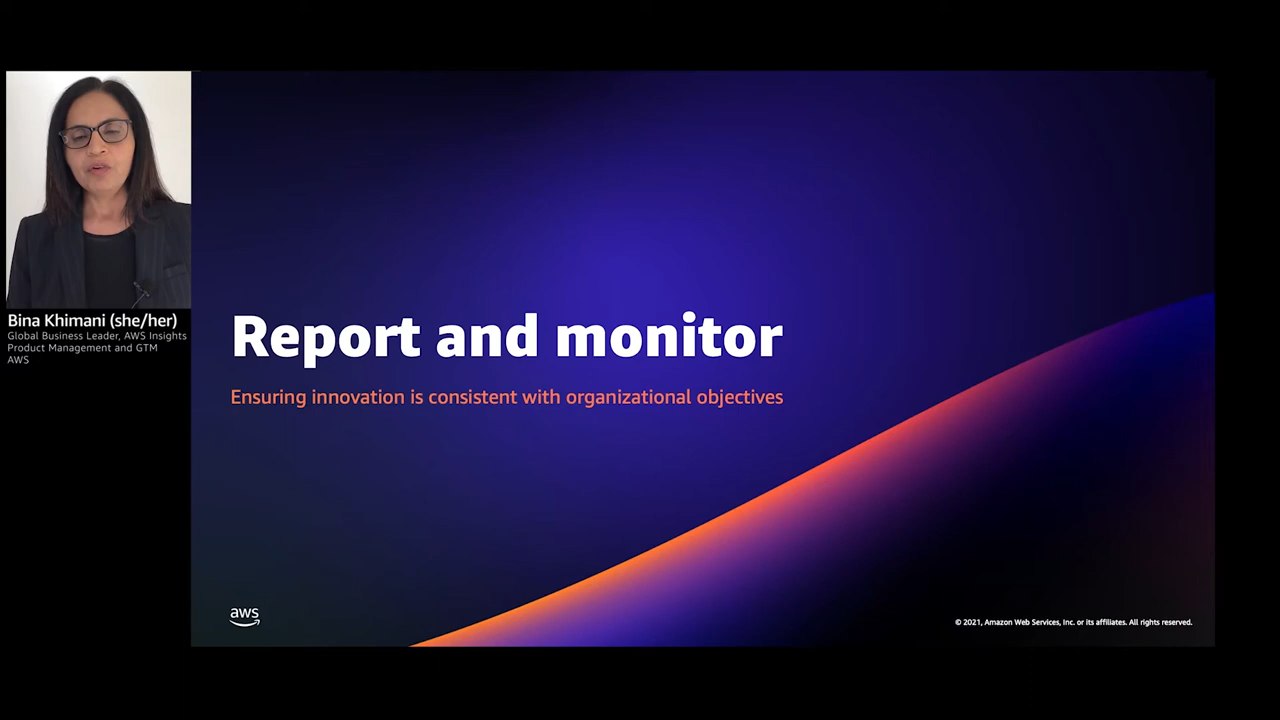 Bina Khimani (she/her)
Global Business Leader, AWS Insights
Product Management and GTM
AWS
Report and monitor
Ensuring innovation is consistent with organizational objectives
aws
© 2021, Amazon Web Services, Inc. or its affiliates. All rights reserved.